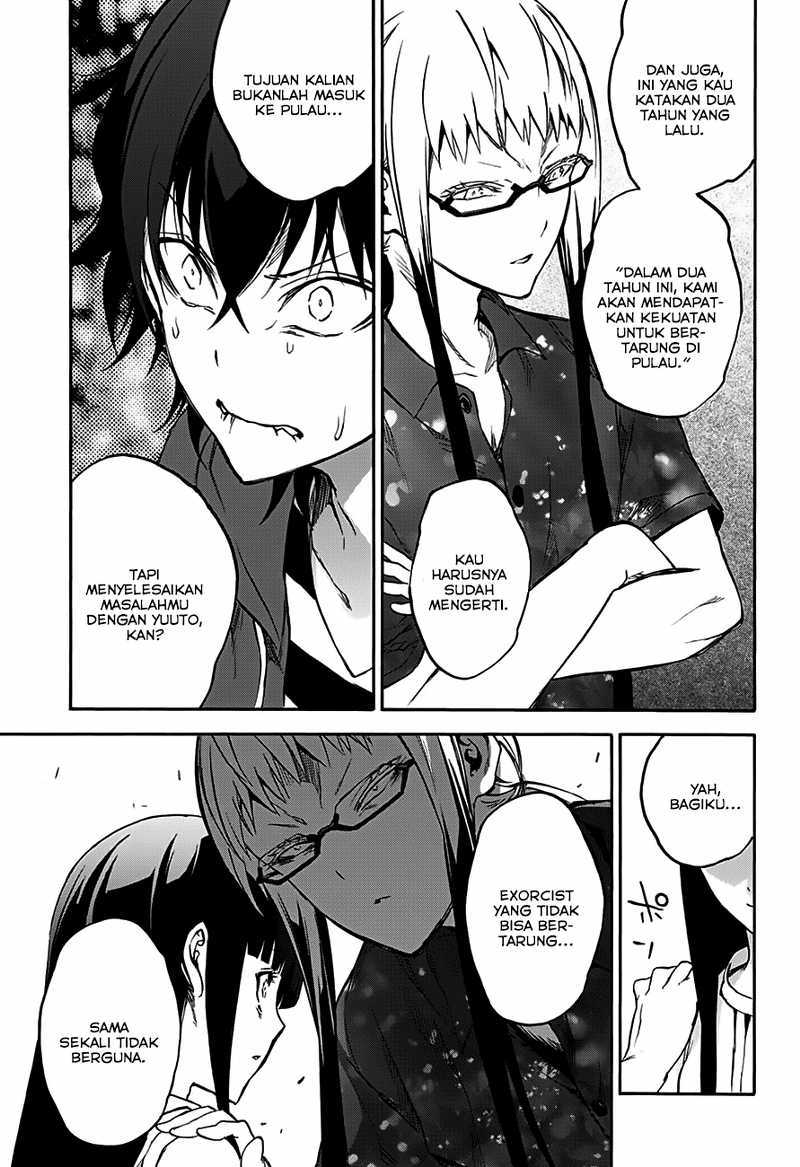 DAN JUGA,
INI YANG KAU
KATAKAN DUA
TAHUN YANG
LALU.
"DALAM DUA
TAHUN INI, KAMI
AKAN MENDAPAT-
KAN KEKUATAN
UNTUK BER-
TARUNG DI
PULAU."
KAU
HARUSNYA
SUDAH
MENGERTI.
TUJUAN KALIAN
BUKANLAH MASUK
KE PULAU...
TAPI
MENYELESAIKAN
MASALAHMU
DENGAN YUUTO,
KAN?
YAH,
BAGIKU...
EXORCIST
YANG TIDAK
BISA BER-
TARUNG...
SAMA
SEKALI TIDAK
BERGUNA.